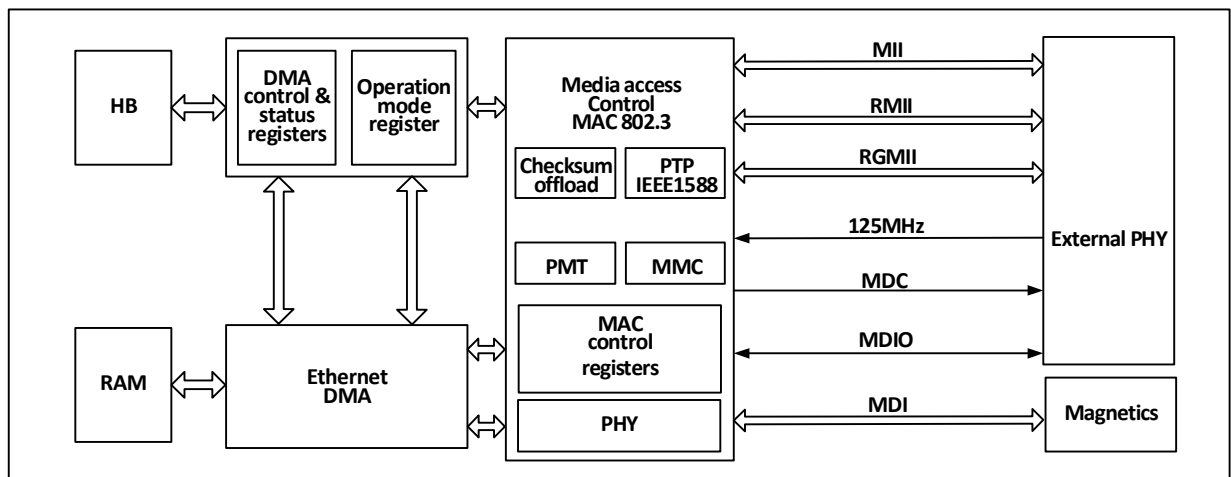 HB
DMA
control &
status
registers
Operation
mode
register
Media access
Control
MAC 802.3
Checksum
offload
PTP
IEEE1588
PMT
MMC
MAC
control
registers
PHY
RAM
Ethernet
DMA
MII
RMII
RGMII
125MHz
MDC
MDIO
MDI
External PHY
Magnetics